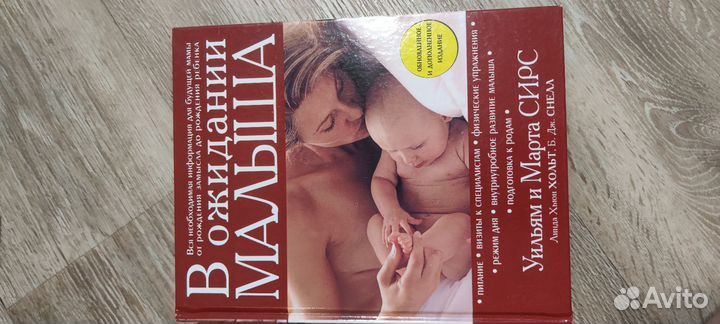 Вся необходимая информация для будущей мамы
от рождения замысла до рождения ребенка
В ожидании
МАЛЫША
ОБНОВЛЕННОЕ
И ДОПОЛНЕННОЕ
ИЗДАНИЕ
• питание • визиты к специалистам • физические упражнения •
• режим дня • внутриутробное развитие малыша •
• подготовка к родам •
Уильям и Марта СИРС
Линда Хьюз ХОЛЬТ, Б. Дж. СНЕЛЛ
Avito